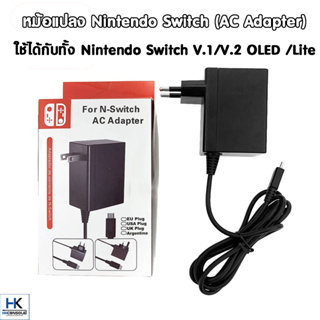 หม้อแปลง Nintendo Switch (AC Adapter)
ใช้ได้กับทั้ง Nintendo Switch V.1/V.2 OLED /Lite
For N-Switch
AC Adapter
EU Plug
USA Plug
UK Plug
Argentine
HK